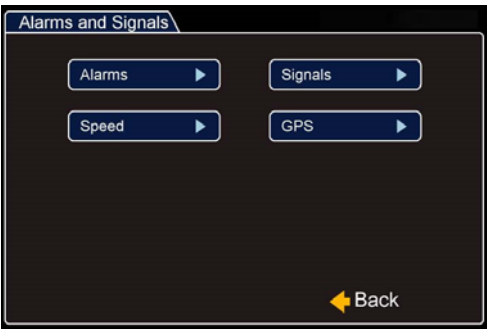 Alarms and Signals
Alarms
Signals
Speed
GPS
Back